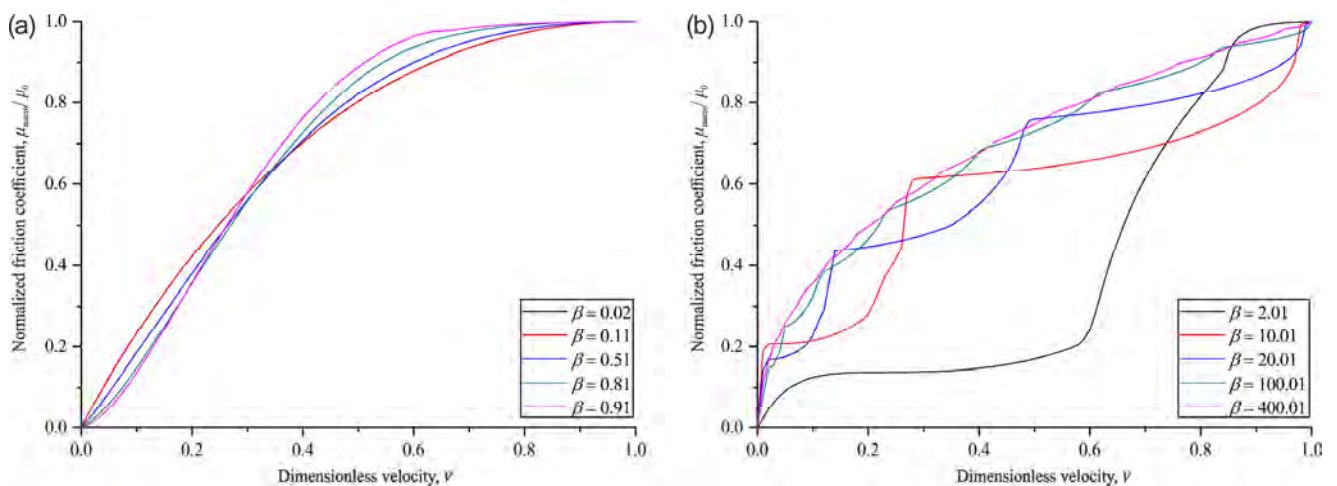 (a)
Normalized friction coefficient, μmacro/ μ0
1.0
0.8
0.6
0.4
0.2
0.0
β = 0.02
β = 0.11
β = 0.51
β = 0.81
β = 0.91
0.0 0.2 0.4 0.6 0.8 1.0
Dimensionless velocity, v
(b)
Normalized friction coefficient, μmacro/ μ0
1.0
0.8
0.6
0.4
0.2
0.0
β = 2.01
β = 10.01
β = 20.01
β = 100.01
β = 400.01
0.0 0.2 0.4 0.6 0.8 1.0
Dimensionless velocity, v